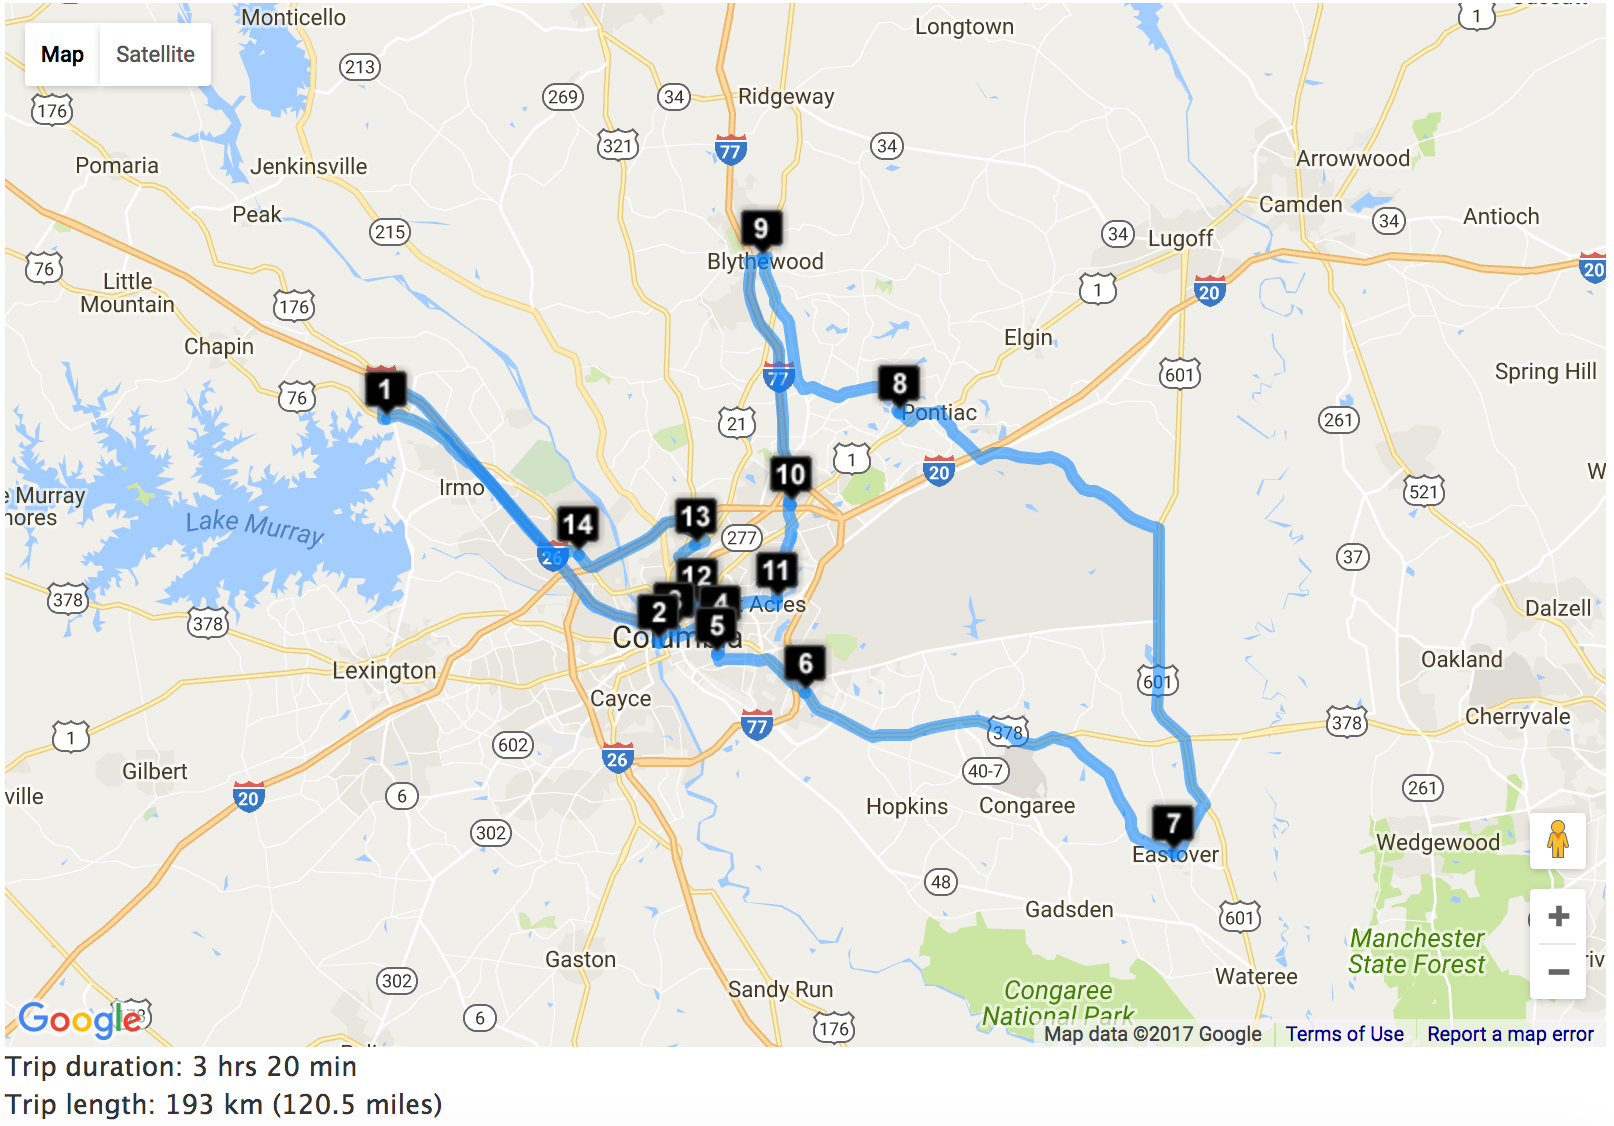 Monticello
Longtown
1
Map
Satellite
213
176
269
34
Ridgeway
321
77
34
Pomaria
Jenkinsville
Arrowwood
Camden
Peak
34
Antioch
9
215
34
Lugoff
Blythewood
76
20
Little
Mountain
1
20
176
Elgin
Chapin
77
601
Spring Hill
1
8
76
Pontiac
21
261
1
20
10
Irmo
521
W
e Murray
hores
Lake Murray
14
13
277
26
37
11
12
378
3
4
Acres
Dalzell
2
5
378
Columbia
6
Oakland
Lexington
601
Cayce
378
378
Cherryvale
77
1
602
26
Gilbert
40-7
ville
20
6
Hopkins
Congaree
261
7
302
Wedgewood
Eastover
48
Gadsden
601
+
Manchester
State Forest
Gaston
Wateree
−
302
Sandy Run
Congaree
National Park
Google
6
176
Map data ©2017 Google
Terms of Use
Report a map error
Trip duration: 3 hrs 20 min
Trip length: 193 km (120.5 miles)